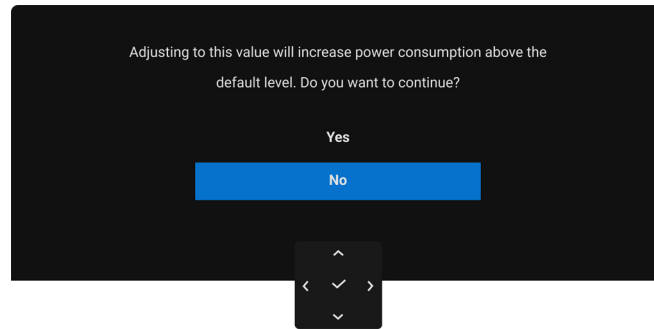 Adjusting to this value will increase power consumption above the
default level. Do you want to continue?
Yes
No